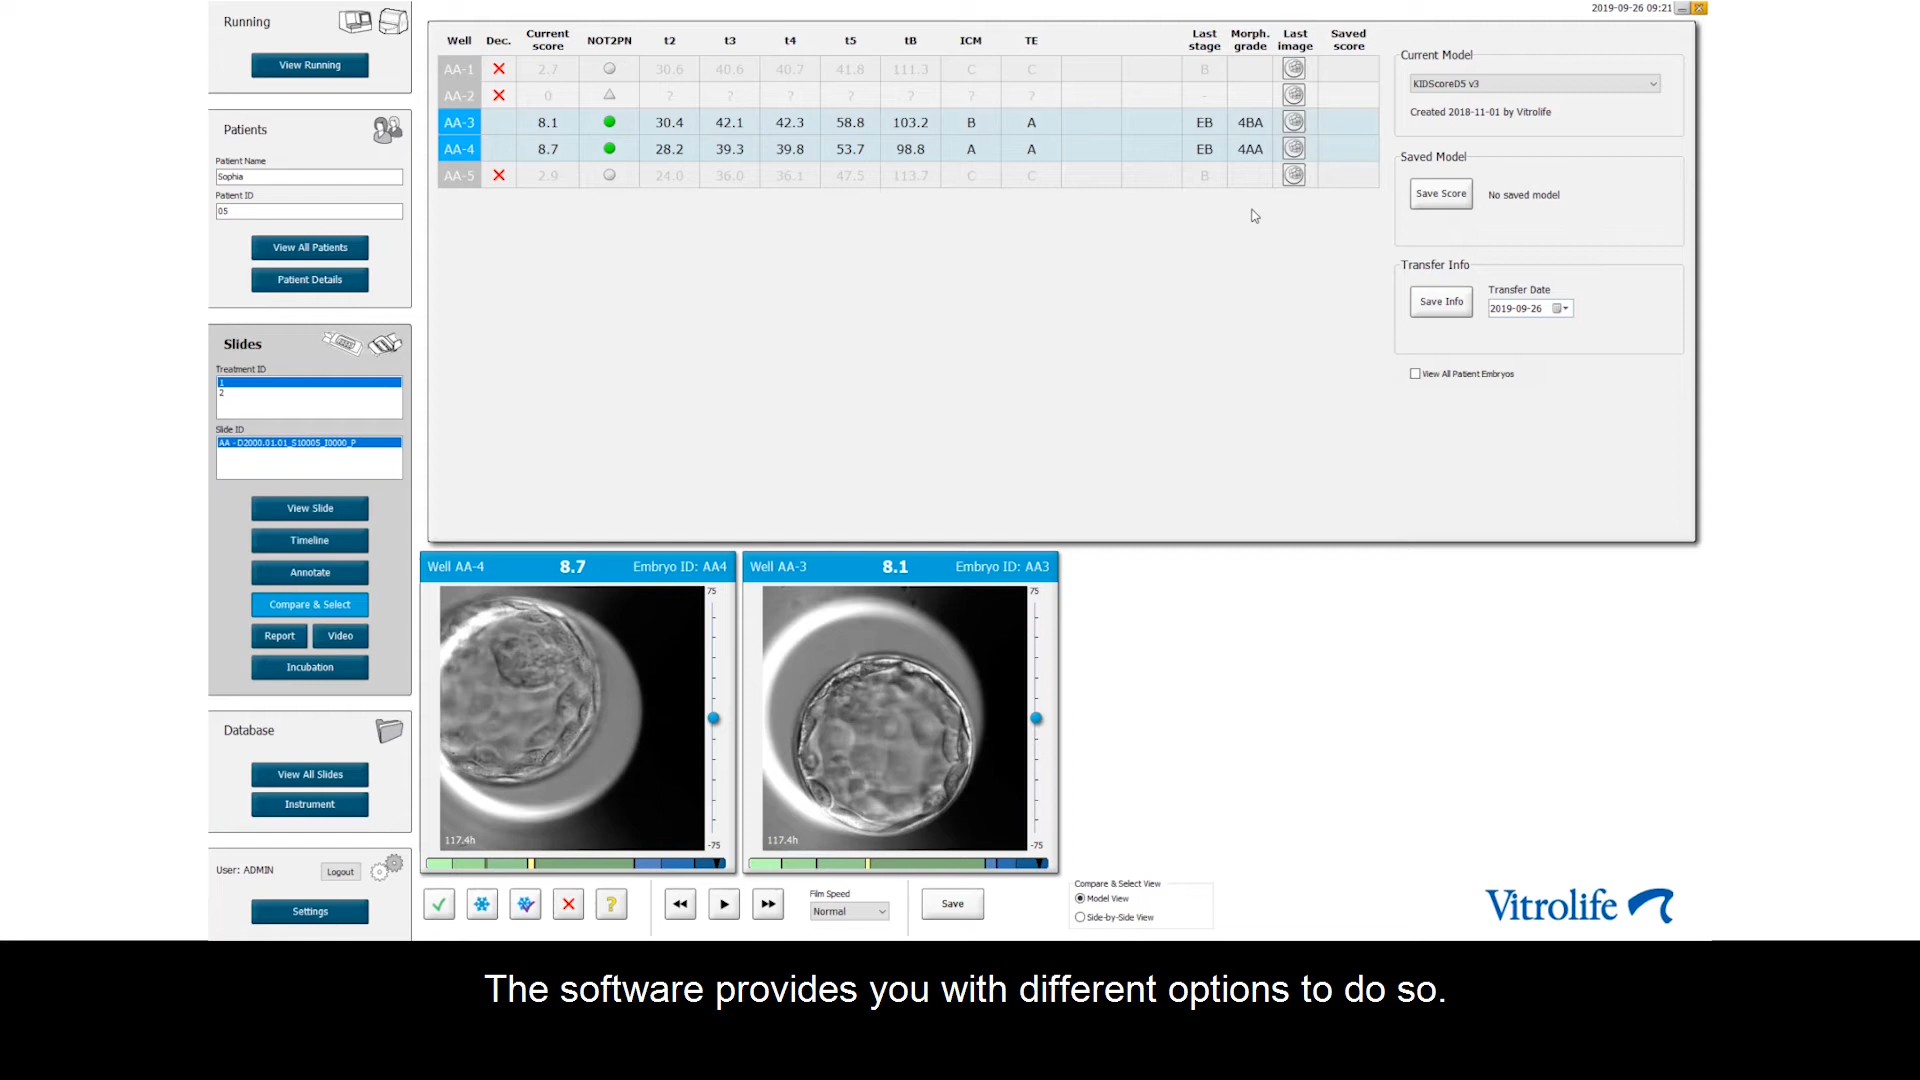 2019-09-26 09:21
Running
View Running
Patients
Patient Name
Sophia
Patient ID
05
View All Patients
Patient Details
Slides
Treatment ID
1
2
Slide ID
AA - D2000.01.01_S10005_I0000_P
View Slide
Timeline
Annotate
Compare & Select
Report Video
Incubation
Database
View All Slides
Instrument
User: ADMIN Logout
Settings
Well Dec. Current score NOT2PN t2 t3 t4 t5 tB ICM TE Last stage Morph. grade Last image Saved score
AA-1 2.7 30.6 40.6 40.7 41.8 111.3 C C B
AA-2 0 ? ? ? ? ? ? ? -
AA-3 8.1 30.4 42.1 42.3 58.8 103.2 B A EB 4BA
AA-4 8.7 28.2 39.3 39.8 53.7 98.8 A A EB 4AA
AA-5 2.9 24.0 36.0 36.1 47.5 113.7 C C B
Current Model
KIDScoreD5 v3
Created 2018-11-01 by Vitrolife
Saved Model
Save Score No saved model
Transfer Info
Save Info
Transfer Date
2019-09-26
View All Patient Embryos
Well AA-4 8.7 Embryo ID: AA4
75
117.4h
-75
Well AA-3 8.1 Embryo ID: AA3
75
117.4h
-75
?
Film Speed
Normal
Save
Compare & Select View
Model View
Side-by-Side View
Vitrolife
The software provides you with different options to do so.